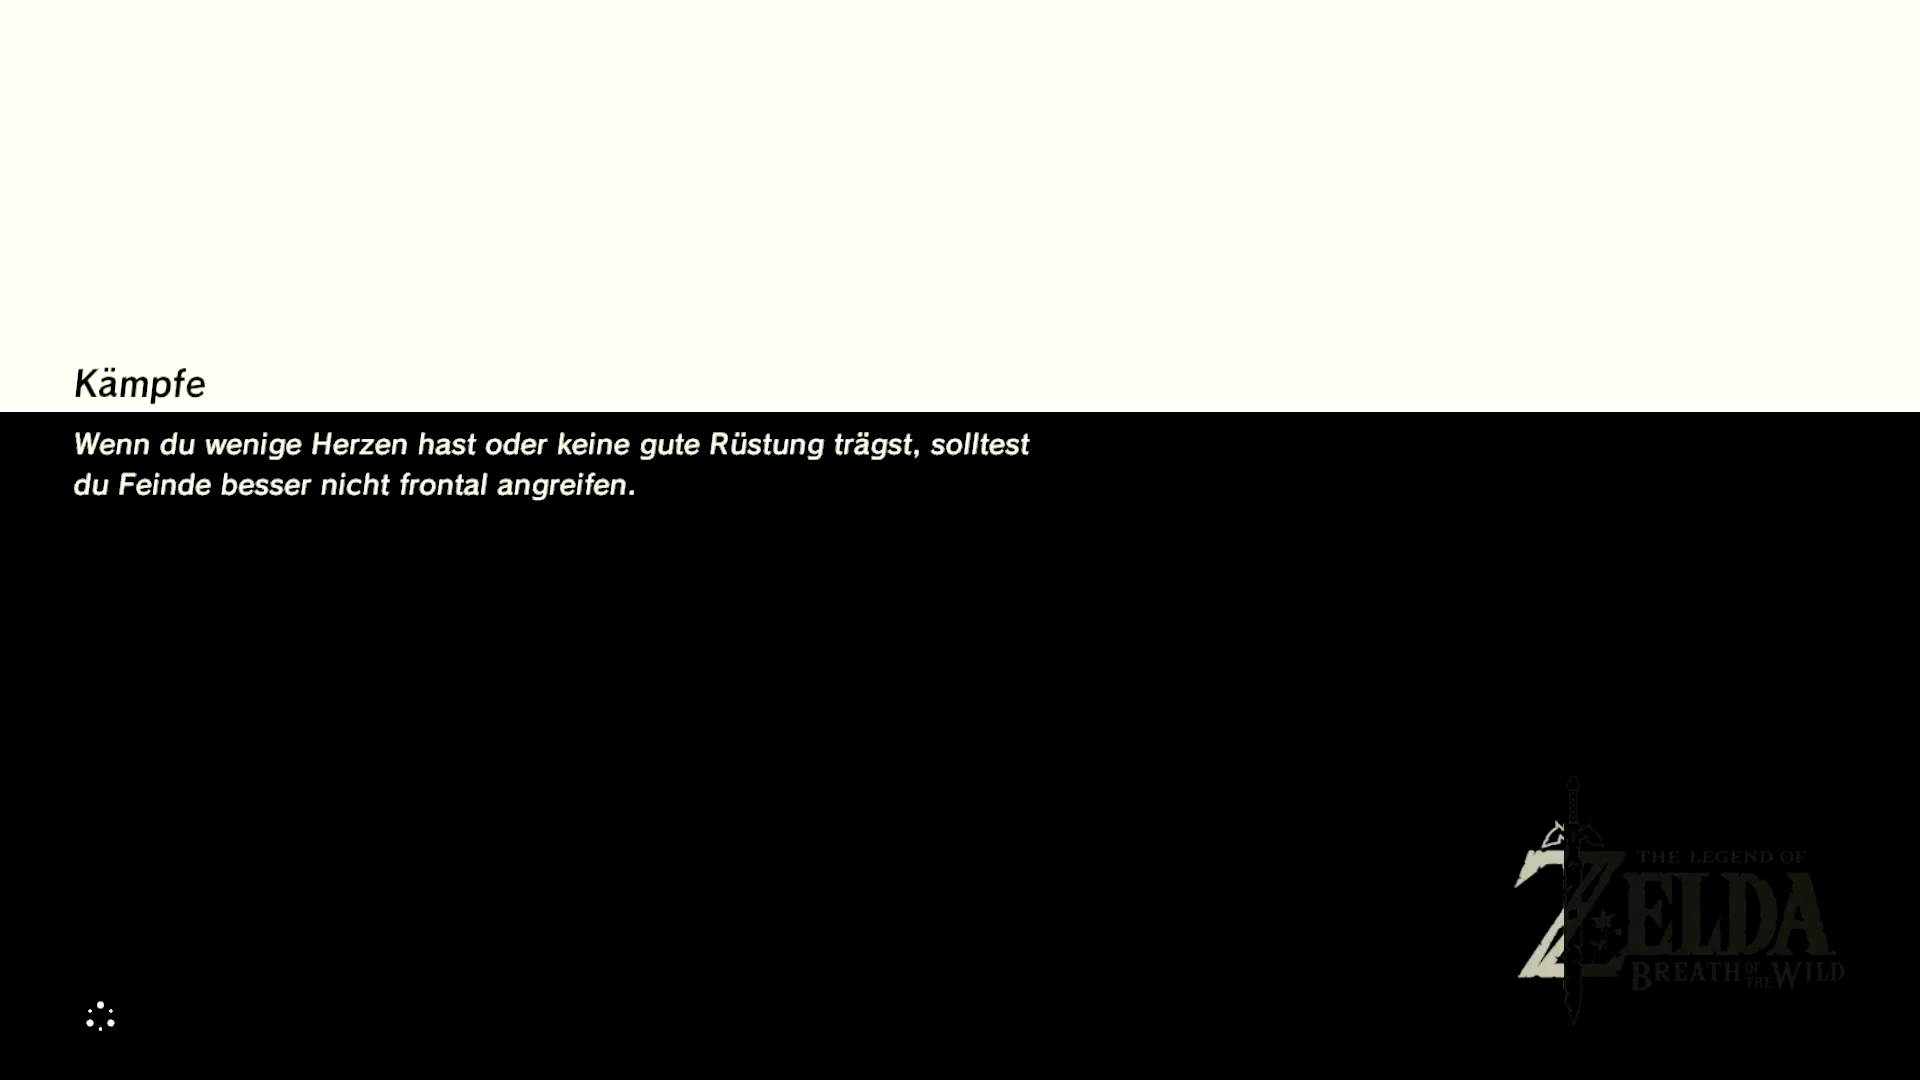 Kämpfe
Wenn du wenige Herzen hast oder keine gute Rüstung trägst, solltest
du Feinde besser nicht frontal angreifen.
THE LEGEND OF
ZELDA
BREATH OF THE WILD